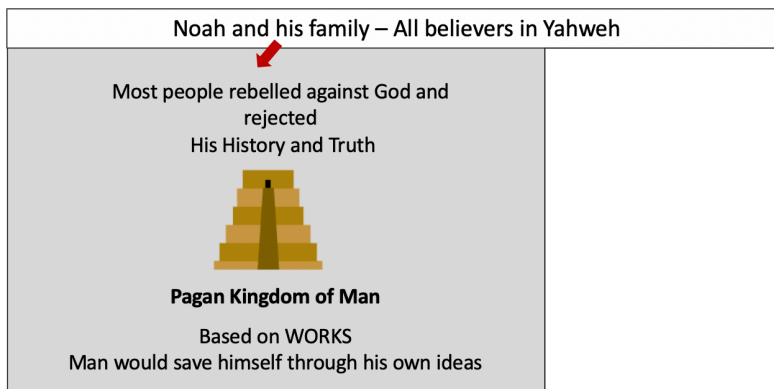 Noah and his family – All believers in Yahweh
Most people rebelled against God and
rejected
His History and Truth
Pagan Kingdom of Man
Based on WORKS
Man would save himself through his own ideas